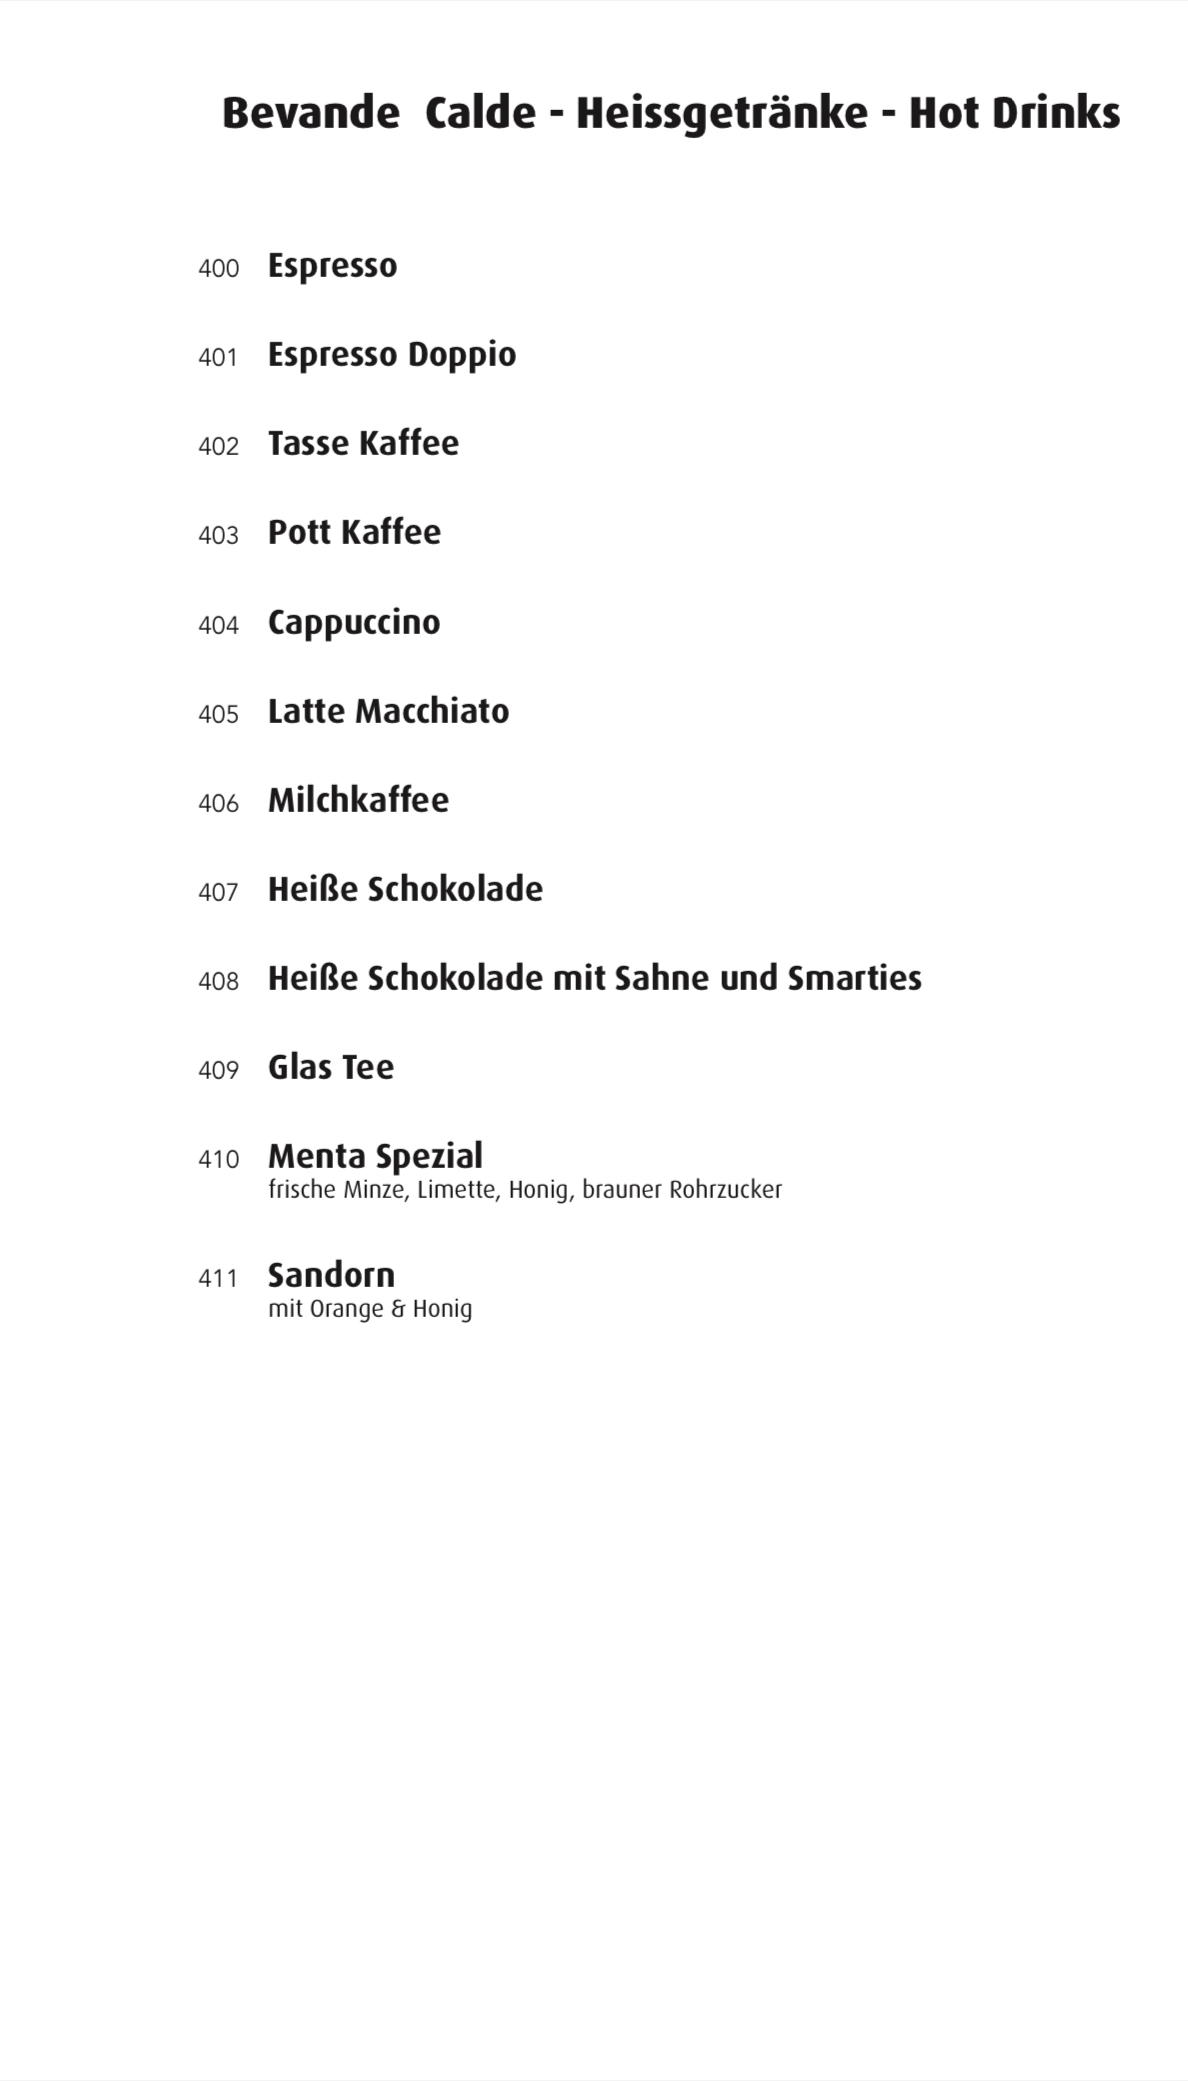 Bevande Calde - Heissgetränke - Hot Drinks
400 Espresso
401 Espresso Doppio
402 Tasse Kaffee
403 Pott Kaffee
404 Cappuccino
405 Latte Macchiato
406 Milchkaffee
407 Heiße Schokolade
408 Heiße Schokolade mit Sahne und Smarties
409 Glas Tee
410 Menta Spezial
frische Minze, Limette, Honig, brauner Rohrzucker
411 Sandorn
mit Orange & Honig